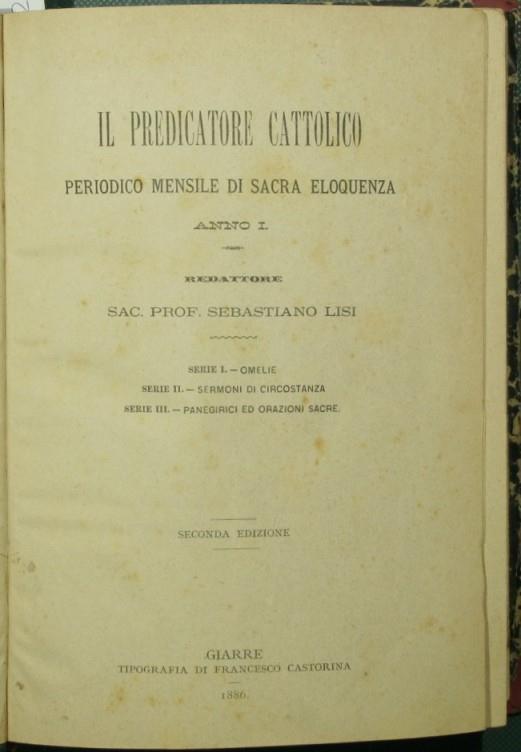 IL PREDICATORE CATTOLICO
PERIODICO MENSILE DI SACRA ELOQUENZA
ANNO I.
REDATTORE
SAC. PROF. SEBASTIANO LISI
SERIE I. — OMELIE
SERIE II. — SERMONI DI CIRCOSTANZA
SERIE III. — PANEGIRICI ED ORAZIONI SACRE.
SECONDA EDIZIONE
GIARRE
TIPOGRAFIA DI FRANCESCO CASTORINA
1886.